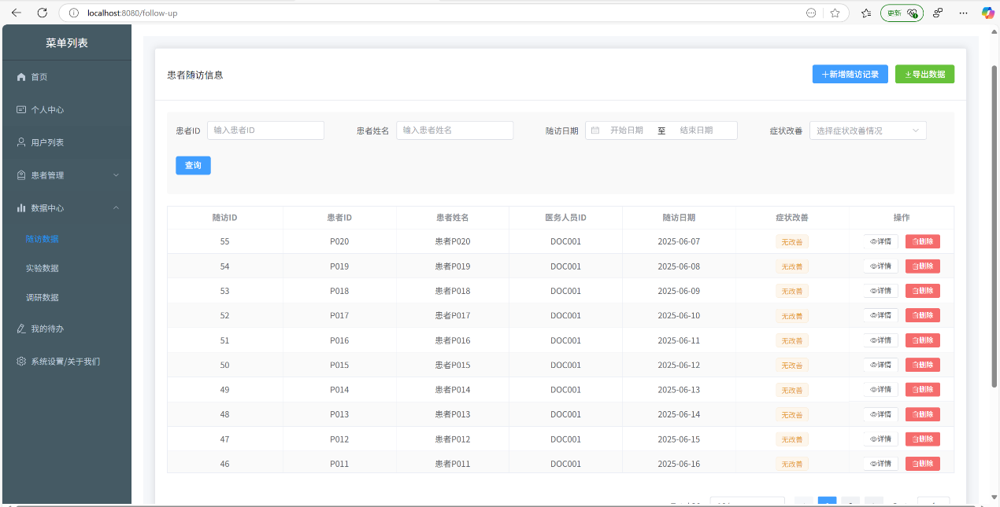 localhost:8080/follow-up
更新
菜单列表
首页
个人中心
用户列表
患者管理
数据中心
随访数据
实验数据
调研数据
我的待办
系统设置/关于我们
患者随访信息
新增随访记录 导出数据
患者ID 输入患者ID 患者姓名 输入患者姓名 随访日期 开始日期 至 结束日期 症状改善 选择症状改善情况
查询
随访ID 患者ID 患者姓名 医务人员ID 随访日期 症状改善 操作
55 P020 患者P020 DOC001 2025-06-07 无改善 详情 删除
54 P019 患者P019 DOC001 2025-06-08 无改善 详情 删除
53 P018 患者P018 DOC001 2025-06-09 无改善 详情 删除
52 P017 患者P017 DOC001 2025-06-10 无改善 详情 删除
51 P016 患者P016 DOC001 2025-06-11 无改善 详情 删除
50 P015 患者P015 DOC001 2025-06-12 无改善 详情 删除
49 P014 患者P014 DOC001 2025-06-13 无改善 详情 删除
48 P013 患者P013 DOC001 2025-06-14 无改善 详情 删除
47 P012 患者P012 DOC001 2025-06-15 无改善 详情 删除
46 P011 患者P011 DOC001 2025-06-16 无改善 详情 删除